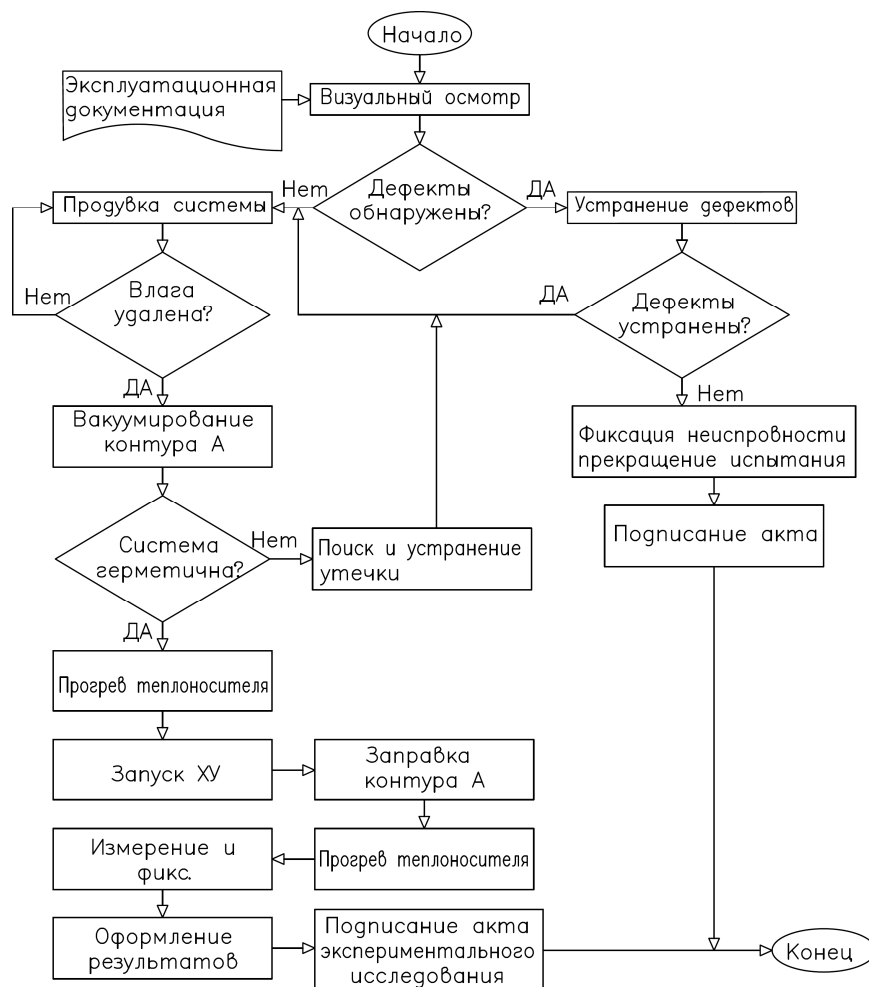 Начало
Эксплуатационная
документация
Визуальный осмотр
Дефекты
обнаружены?
Нет
ДА
Продувка системы
Устранение дефектов
Влага
удалена?
Нет
ДА
Дефекты
устранены?
ДА
Нет
Вакуумирование
контура А
Фиксация неиспровности
прекращение испытания
Подписание акта
Система
герметична?
Нет
Поиск и устранение
утечки
ДА
Прогрев теплоносителя
Запуск ХУ
Заправка
контура А
Прогрев теплоносителя
Измерение и
фикс.
Оформление
результатов
Подписание акта
экспериментального
исследования
Конец